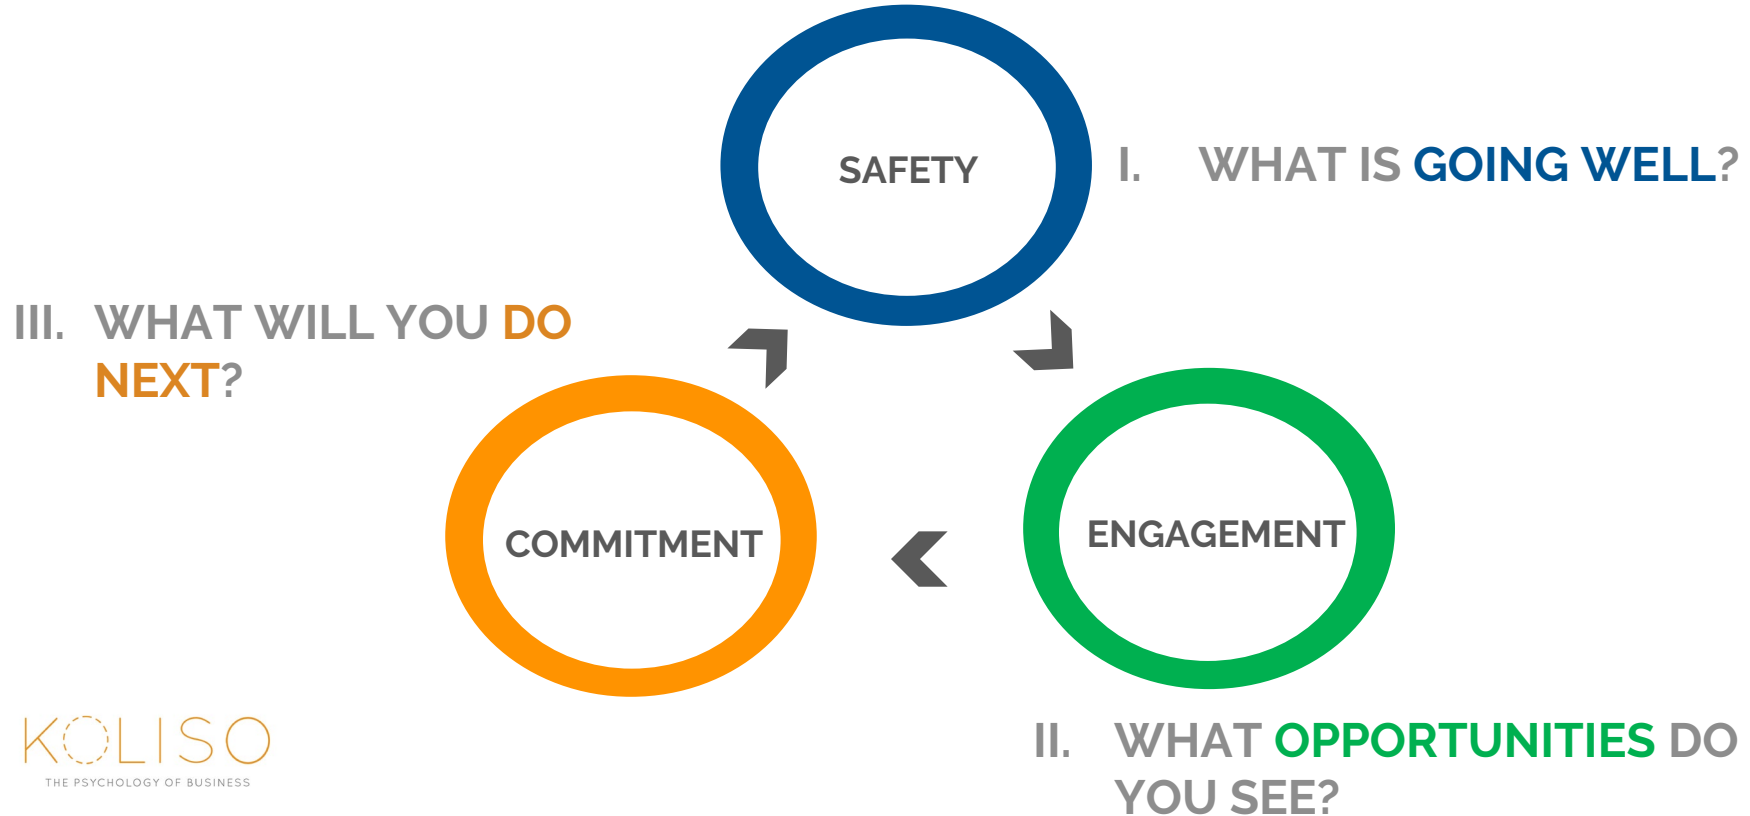 SAFETY
I. WHAT IS GOING WELL?
III. WHAT WILL YOU DO
NEXT?
COMMITMENT
ENGAGEMENT
II. WHAT OPPORTUNITIES DO
YOU SEE?
KOLISO
THE PSYCHOLOGY OF BUSINESS